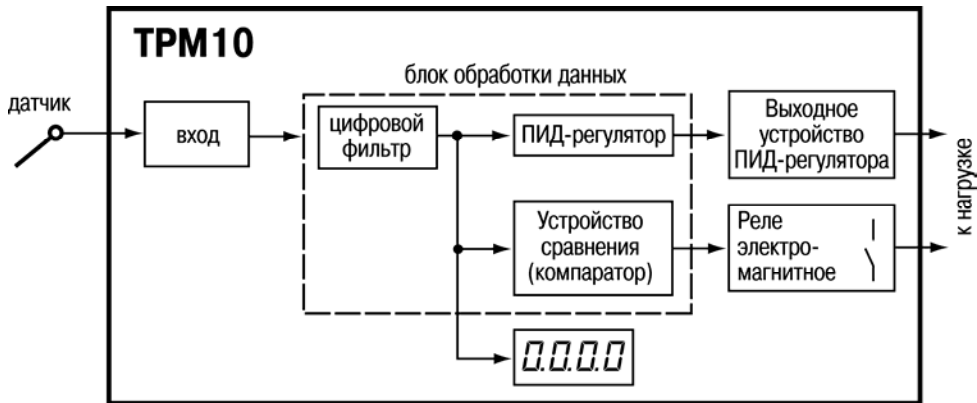 ТРМ10
блок обработки данных
датчик
вход
цифровой
фильтр
ПИД-регулятор
Выходное
устройство
ПИД-регулятора
Устройство
сравнения
(компаратор)
Реле
электро-
магнитное
к нагрузке
0.0.0.0